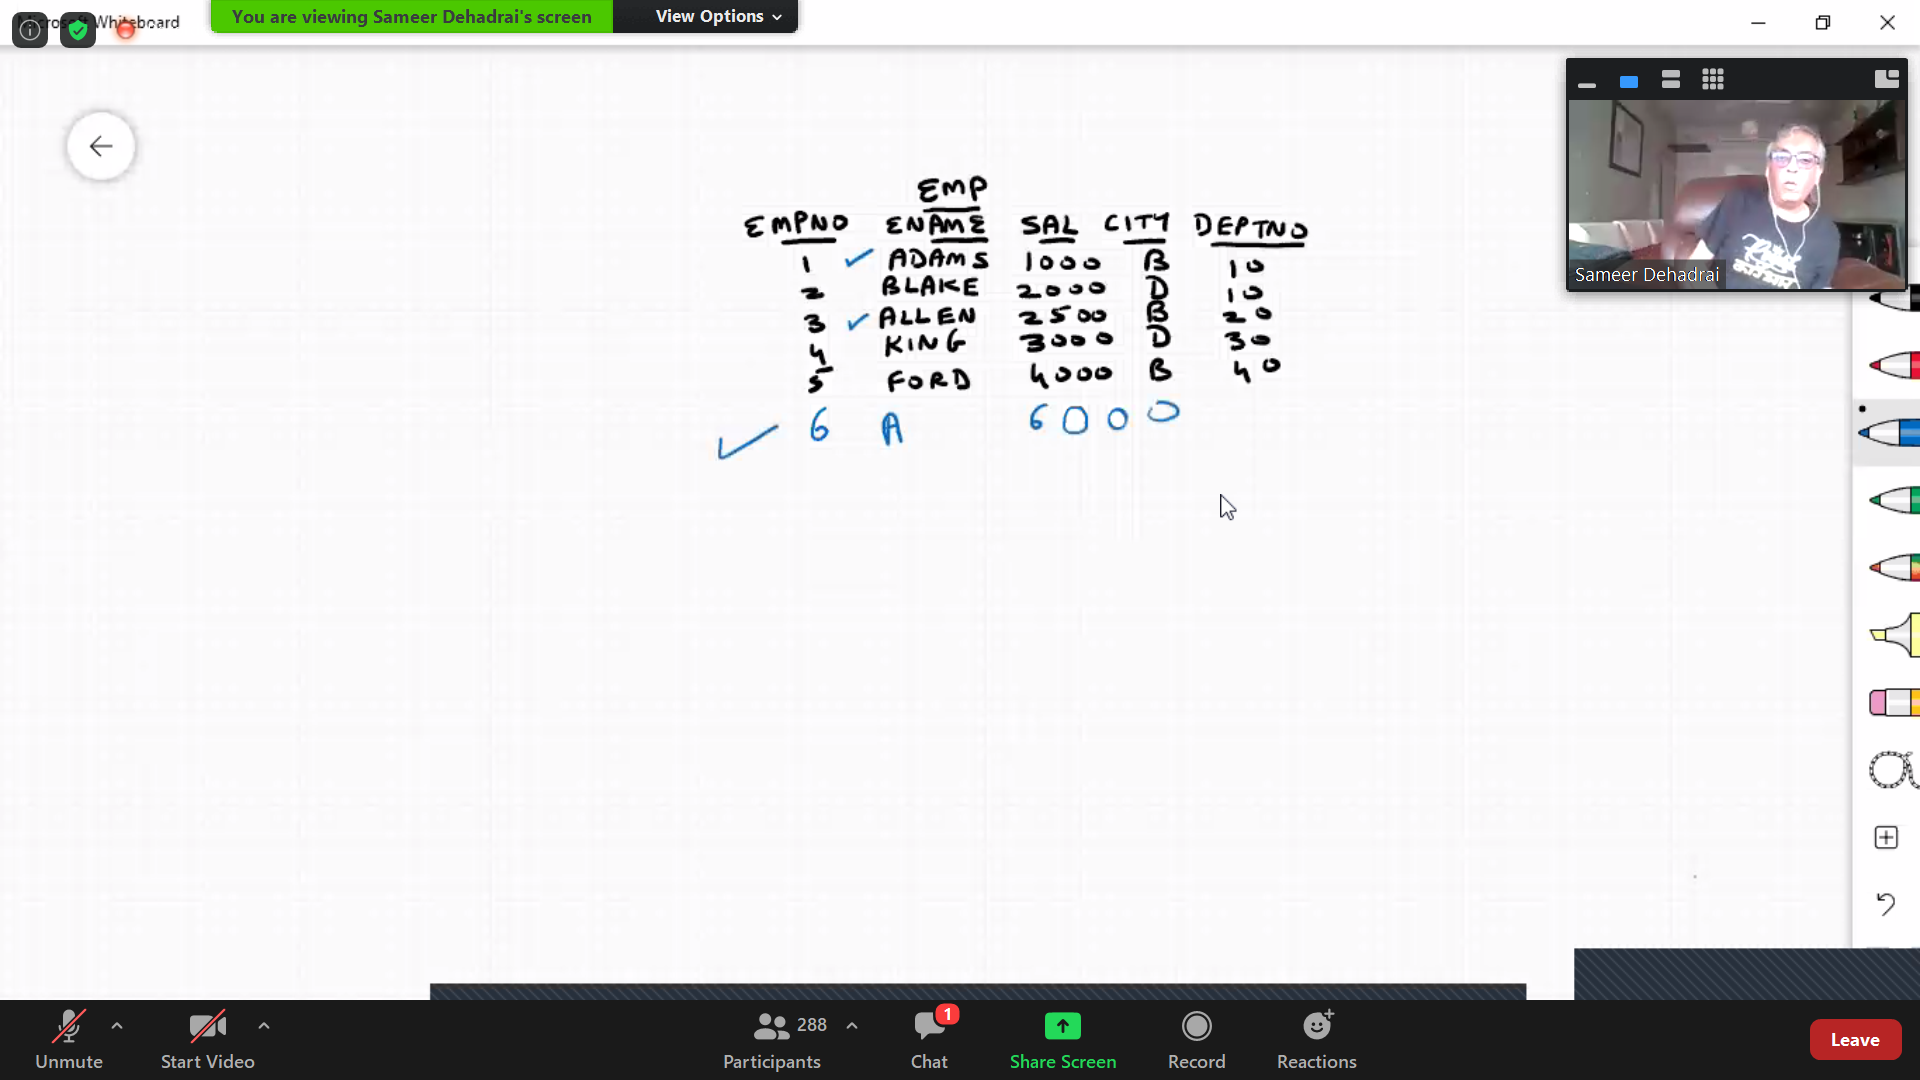 Microsoft Whiteboard
You are viewing Sameer Dehadrai's screen
View Options
EMP
EMPNO ENAME SAL CITY DEPTNO
1 ADAMS 1000 B 10
2 BLAKE 2000 D 10
3 ALLEN 2500 B 20
4 KING 3000 D 30
5 FORD 4000 B 40
6 A 6000
Sameer Dehadrai
Unmute
Start Video
288
Participants
1
Chat
Share Screen
Record
Reactions
Leave